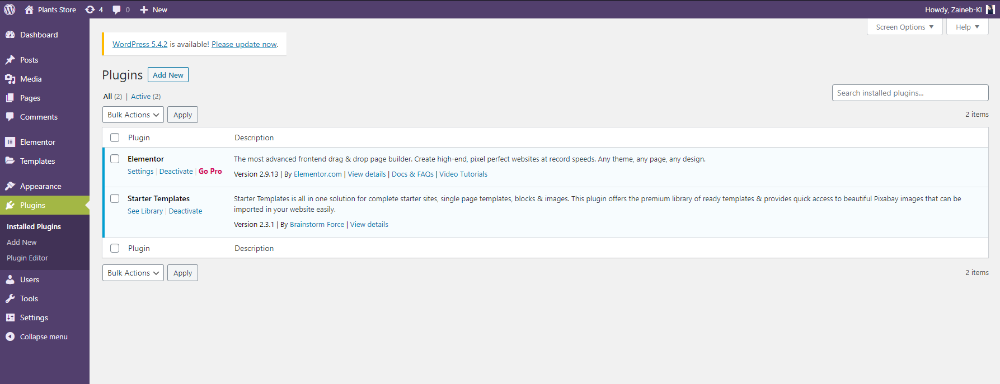 Plants Store 4 0 New Howdy, Zaineb-KI
Screen Options Help
Dashboard
Posts
Media
Pages
Comments
Elementor
Templates
Appearance
Plugins
Installed Plugins
Add New
Plugin Editor
Users
Tools
Settings
Collapse menu
WordPress 5.4.2 is available! Please update now.
Plugins Add New
All (2) | Active (2)
Search installed plugins...
Bulk Actions Apply 2 items
Plugin Description
Elementor The most advanced frontend drag & drop page builder. Create high-end, pixel perfect websites at record speeds. Any theme, any page, any design.
Settings | Deactivate | Go Pro Version 2.9.13 | By Elementor.com | View details | Docs & FAQs | Video Tutorials
Starter Templates Starter Templates is all in one solution for complete starter sites, single page templates, blocks & images. This plugin offers the premium library of ready templates & provides quick access to beautiful Pixabay images that can be
See Library | Deactivate imported in your website easily.
Version 2.3.1 | By Brainstorm Force | View details
Plugin Description
Bulk Actions Apply 2 items